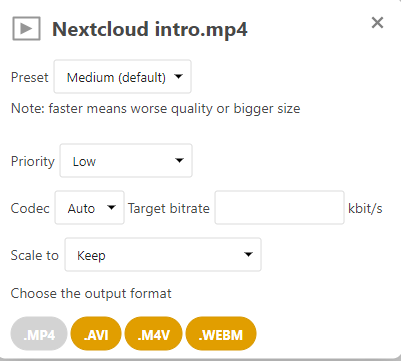 Nextcloud intro.mp4
Preset Medium (default)
Note: faster means worse quality or bigger size
Priority Low
Codec Auto Target bitrate kbit/s
Scale to Keep
Choose the output format
.MP4 .AVI .M4V .WEBM